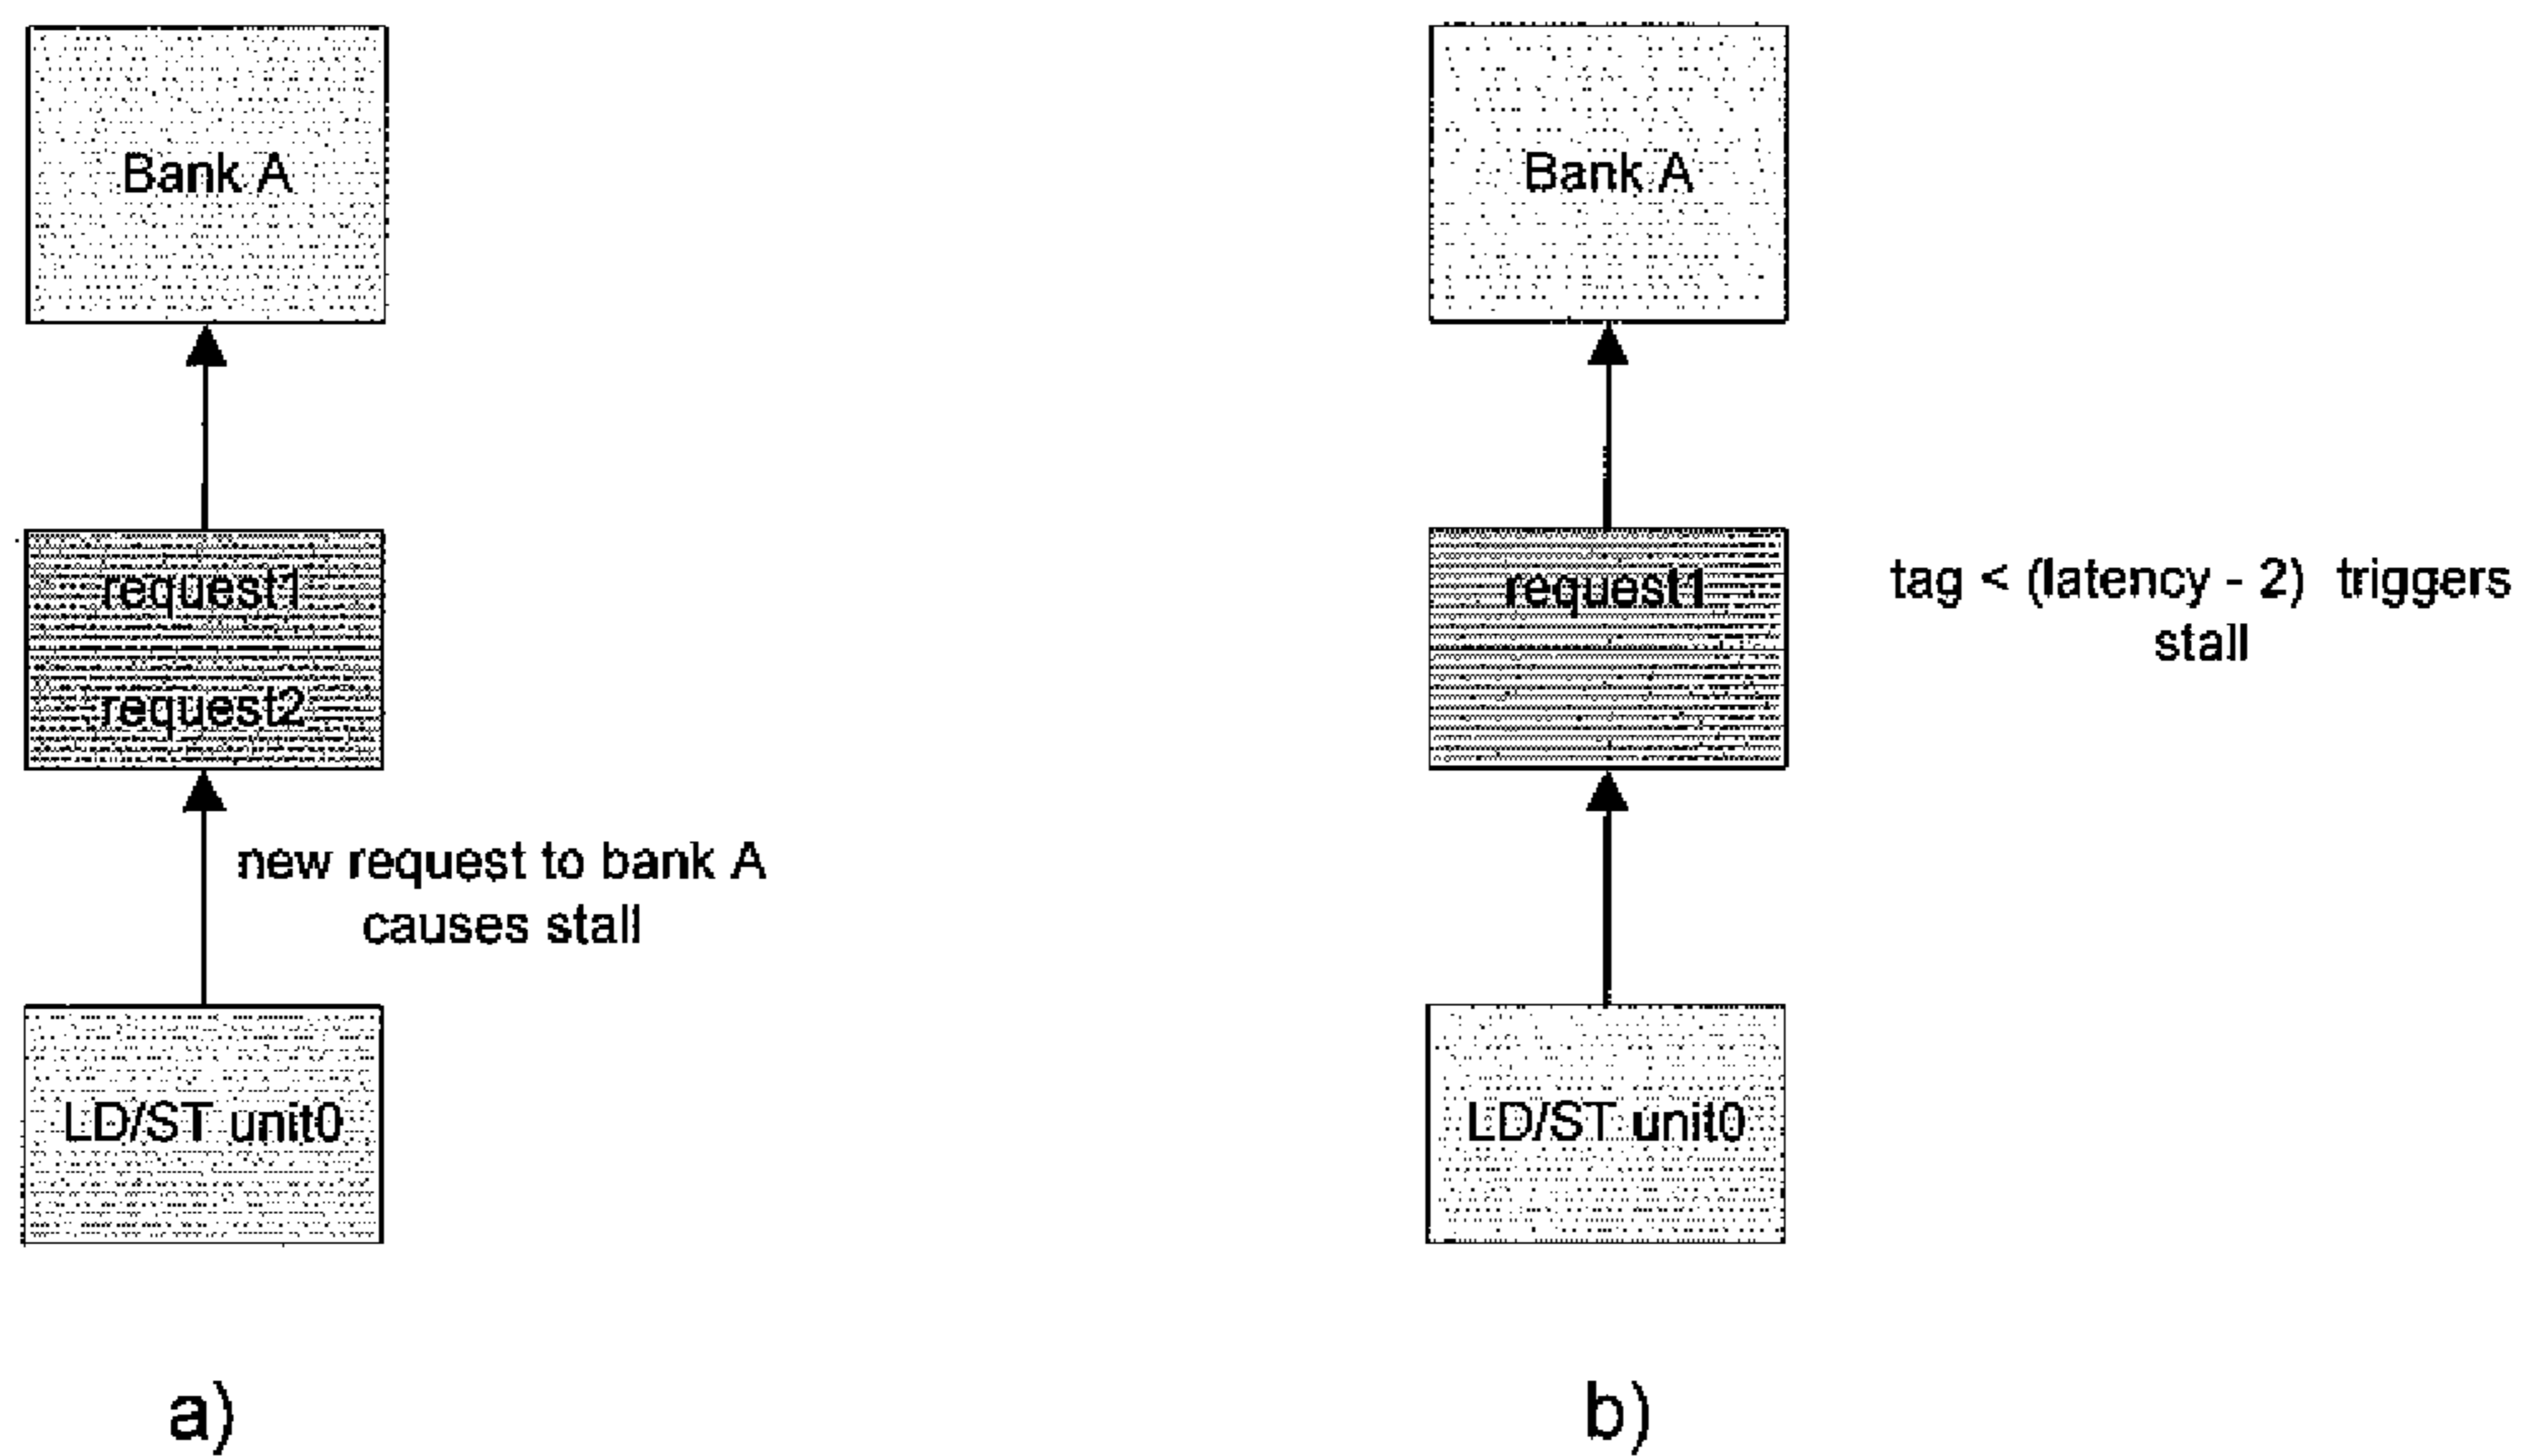 Bank A
request1
request2
new request to bank A
causes stall
LD/ST unit0
a)
Bank A
request1
tag < (latency - 2) triggers
stall
LD/ST unit0
b)